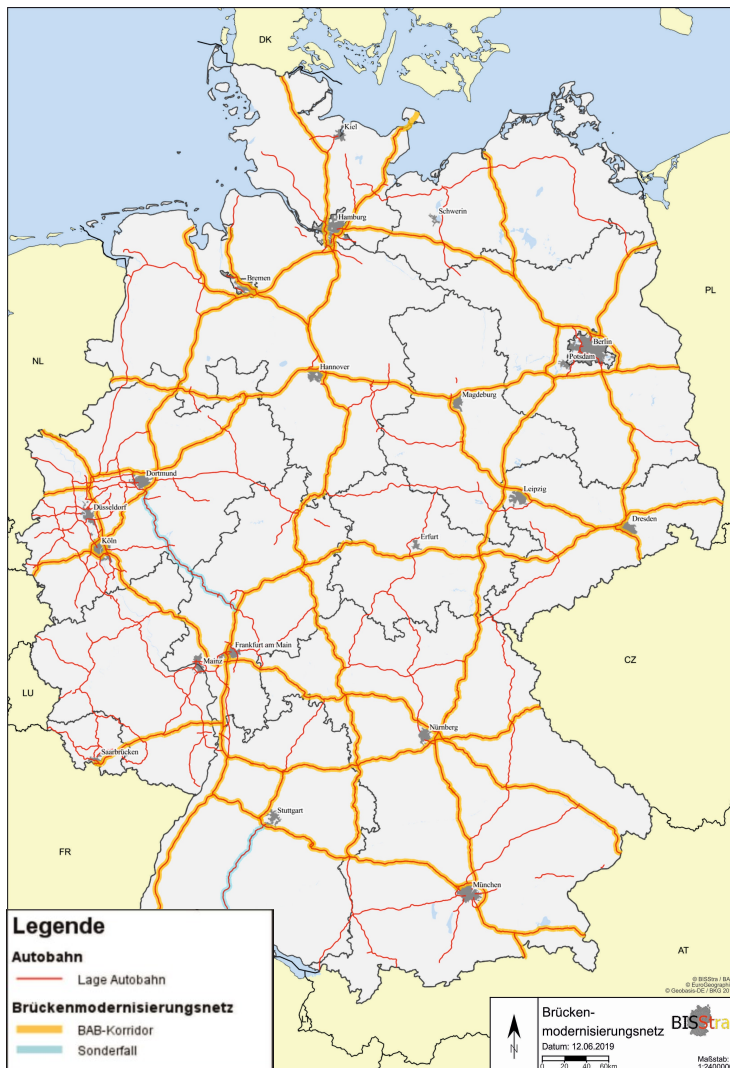 DK
Kiel
Schwerin
Hamburg
Bremen
PL
NL
Berlin
Potsdam
Hannover
Magdeburg
Dortmund
Leipzig
Düsseldorf
Dresden
Köln
Erfurt
Frankfurt am Main
Mainz
CZ
LU
Nürnberg
Saarbrücken
Stuttgart
FR
München
AT
Legende
Autobahn
Lage Autobahn
Brückenmodernisierungsnetz
BAB-Korridor
Sonderfall
© BISStra / BA
© EuroGeographi
© Geobasis-DE / BKG 20
Brücken-
modernisierungsnetz
BISStra
Datum: 12.06.2019
N
0 20 40 60km
Maßstab:
1:2400000